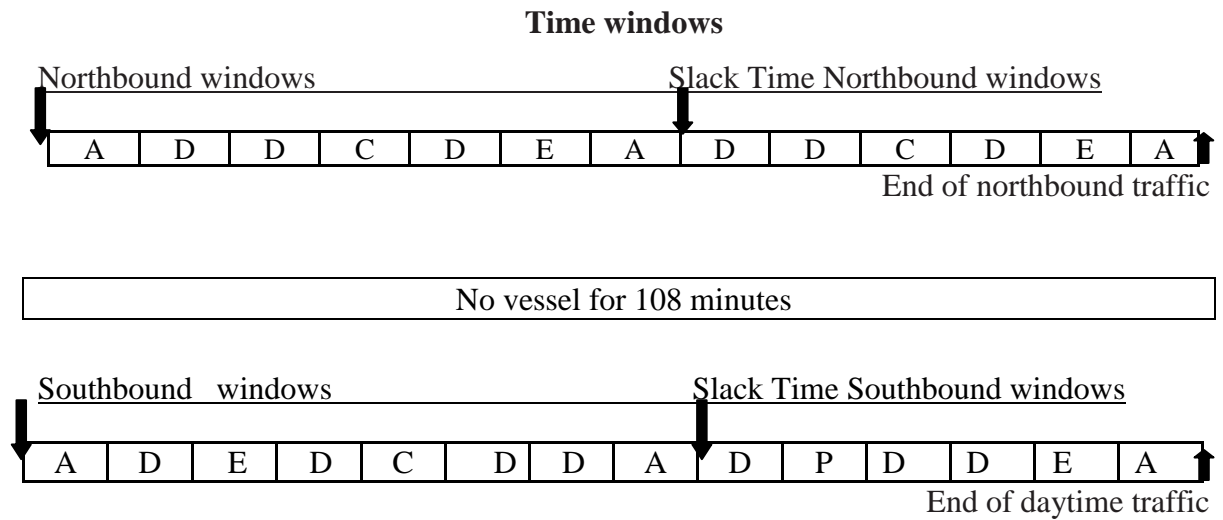 Time windows
Northbound windows Slack Time Northbound windows
A D D C D E A D D C D E A
End of northbound traffic
No vessel for 108 minutes
Southbound windows Slack Time Southbound windows
A D E D C D D A D P D D E A
End of daytime traffic